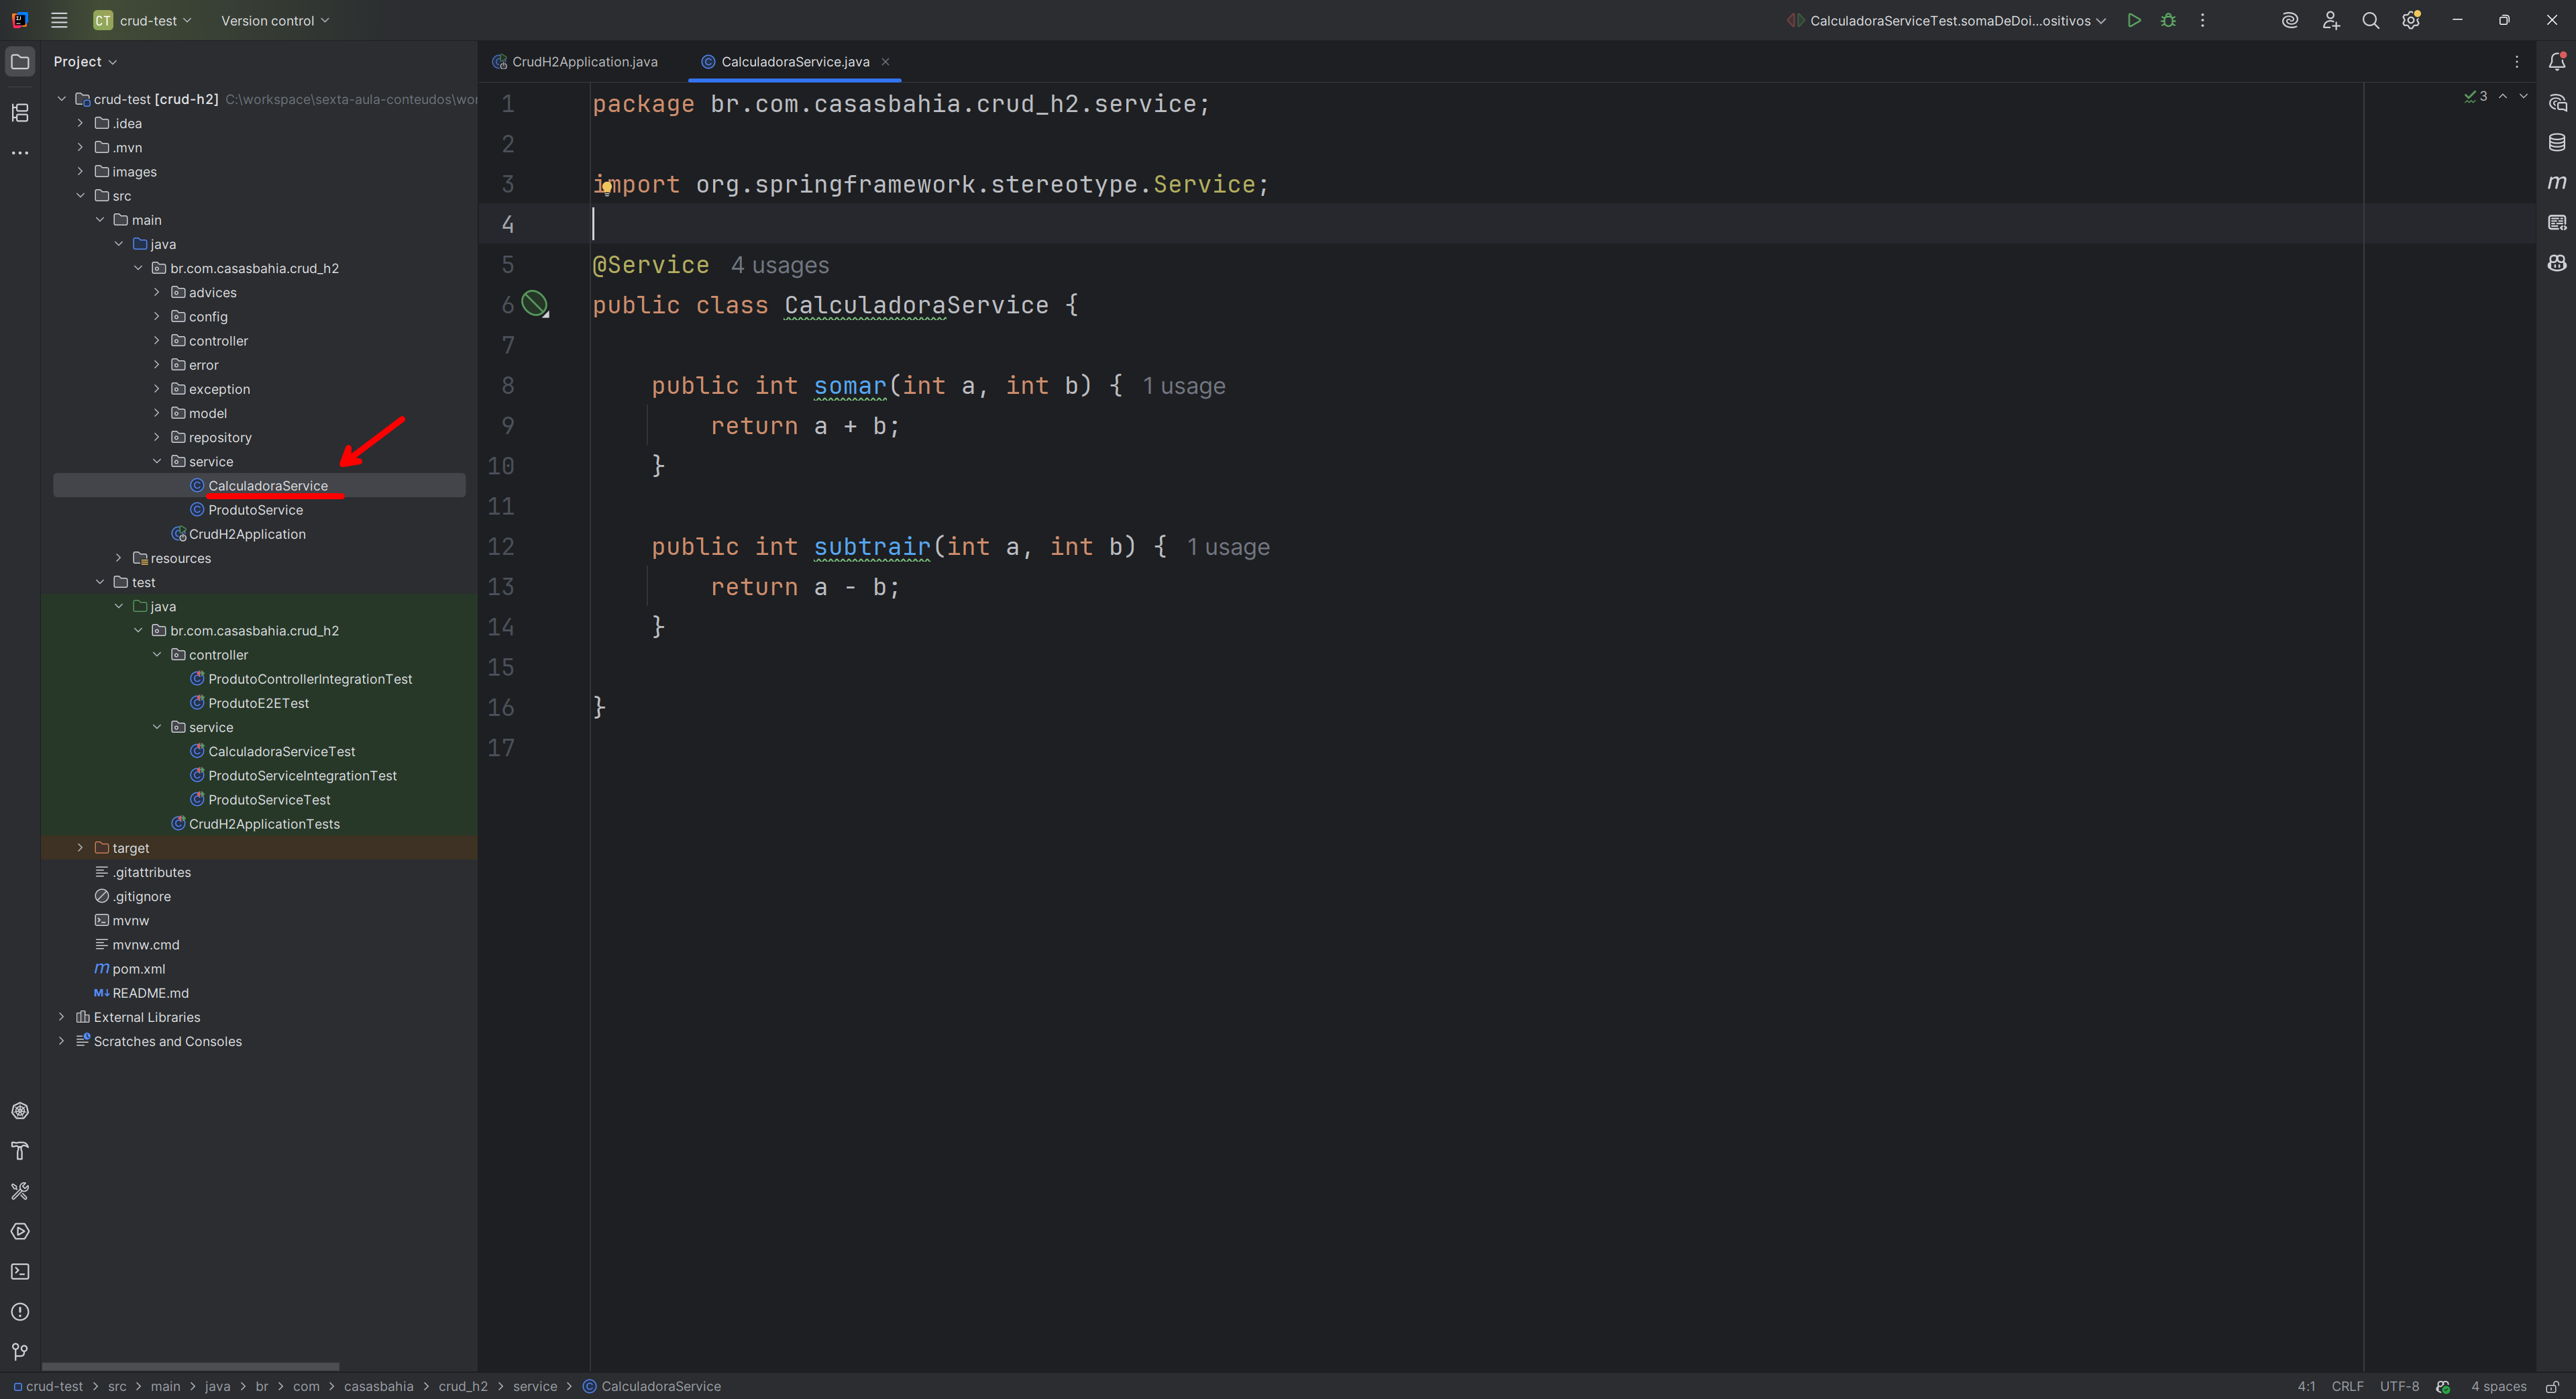 CT crud-test Version control CalculadoraServiceTest.somaDeDoi...ositivos
Project
crud-test [crud-h2] C:\workspace\sexta-aula-conteudos\wor
.idea
.mvn
images
src
main
java
br.com.casasbahia.crud_h2
advices
config
controller
error
exception
model
repository
service
CalculadoraService
ProdutoService
CrudH2Application
resources
test
java
br.com.casasbahia.crud_h2
controller
ProdutoControllerIntegrationTest
ProdutoE2ETest
service
CalculadoraServiceTest
ProdutoServiceIntegrationTest
ProdutoServiceTest
CrudH2ApplicationTests
target
.gitattributes
.gitignore
mvnw
mvnw.cmd
m pom.xml
M↓ README.md
External Libraries
Scratches and Consoles
CrudH2Application.java CalculadoraService.java
3
1 package br.com.casasbahia.crud_h2.service;
2
3 import org.springframework.stereotype.Service;
4
5 @Service 4 usages
6 public class CalculadoraService {
7
8 public int somar(int a, int b) { 1 usage
9 return a + b;
10 }
11
12 public int subtrair(int a, int b) { 1 usage
13 return a - b;
14 }
15
16 }
17
crud-test > src > main > java > br > com > casasbahia > crud_h2 > service > CalculadoraService
4:1 CRLF UTF-8 4 spaces